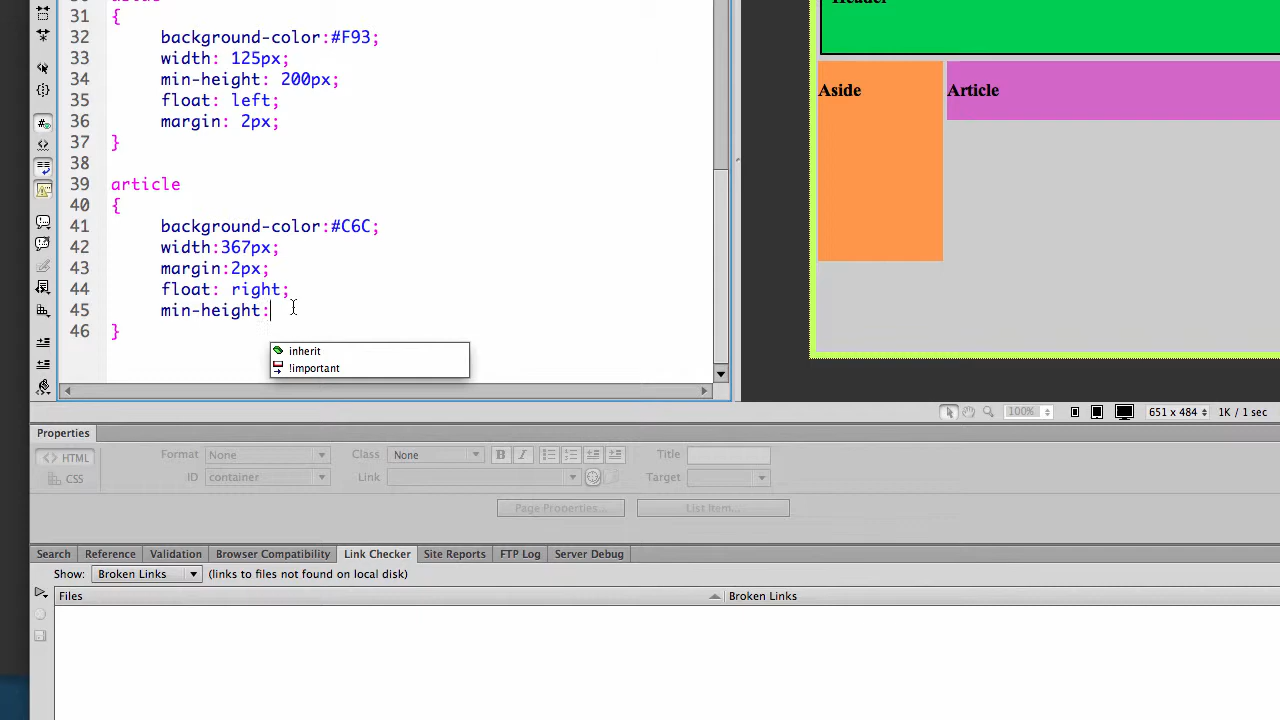 31 {
32 background-color:#F93;
33 width: 125px;
34 min-height: 200px;
35 float: left;
36 margin: 2px;
37 }
38
39 article
40 {
41 background-color:#C6C;
42 width:367px;
43 margin:2px;
44 float: right;
45 min-height:
46 }
inherit
!important
Aside
Article
100%
651 x 484
1K / 1 sec
Properties
<> HTML
CSS
Format None
ID container
Class None
Link
B I
Title
Target
Page Properties...
List Item...
Search Reference Validation Browser Compatibility Link Checker Site Reports FTP Log Server Debug
Show: Broken Links (links to files not found on local disk)
Files Broken Links